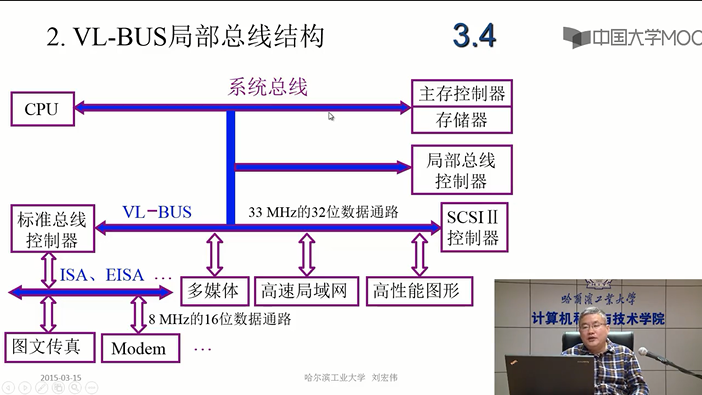 2. VL-BUS局部总线结构
3.4
中国大学MOOC
系统总线
CPU
主存控制器
存储器
局部总线
控制器
标准总线
控制器
VL-BUS
33 MHz的32位数据通路
SCSIⅡ
控制器
ISA、EISA …
多媒体
高速局域网
高性能图形
8 MHz的16位数据通路
图文传真
Modem
…
哈尔滨工业大学
计算机科 与技术学院
2015-03-15
哈尔滨工业大学 刘宏伟